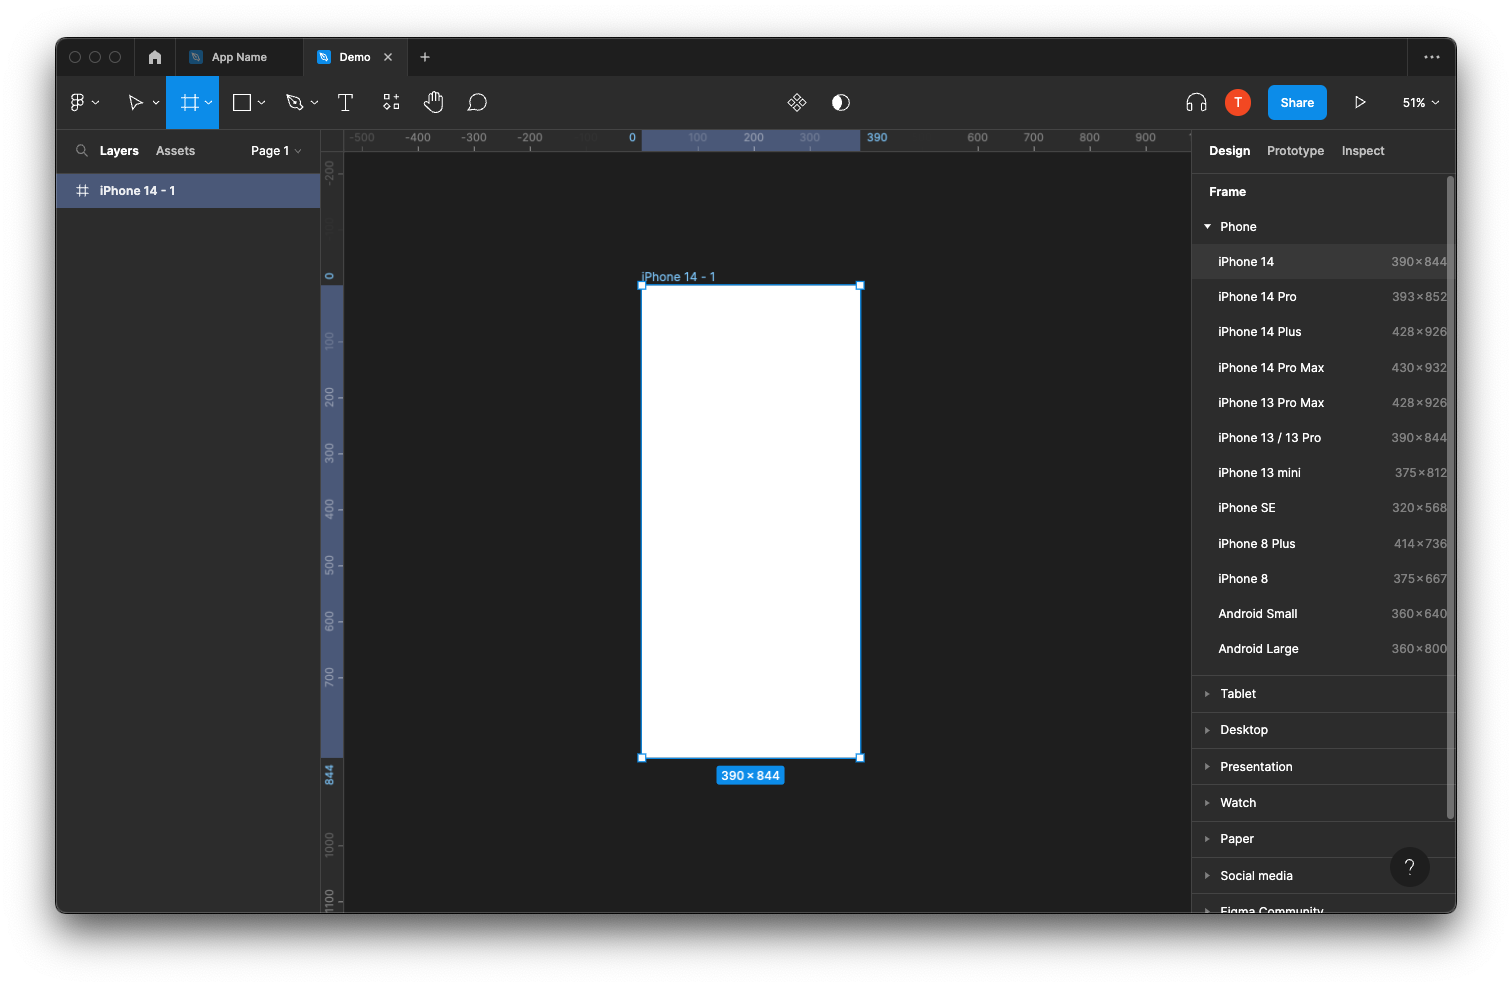 App Name
Demo
T
Share
51%
Layers Assets Page 1
-500 -400 -300 -200 0 100 200 300 390 600 700 800 900
Design Prototype Inspect
iPhone 14 - 1
-200
0
100
200
300
400
500
600
700
844
1000
1100
iPhone 14 - 1
390 × 844
Frame
Phone
iPhone 14 390×844
iPhone 14 Pro 393×852
iPhone 14 Plus 428×926
iPhone 14 Pro Max 430×932
iPhone 13 Pro Max 428×926
iPhone 13 / 13 Pro 390×844
iPhone 13 mini 375×812
iPhone SE 320×568
iPhone 8 Plus 414×736
iPhone 8 375×667
Android Small 360×640
Android Large 360×800
Tablet
Desktop
Presentation
Watch
Paper
Social media
Figma Community
?